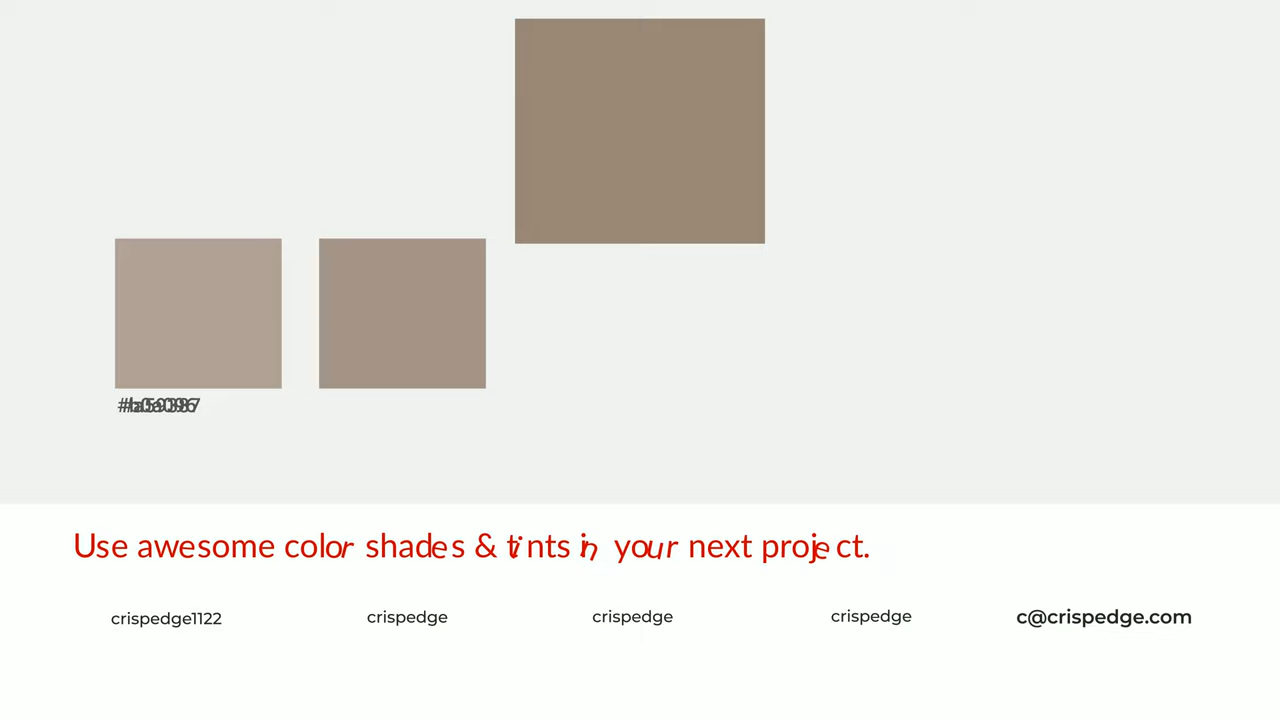 Use awesome color shades & tints in your next project.
crispedge1122 crispedge crispedge crispedge c@crispedge.com